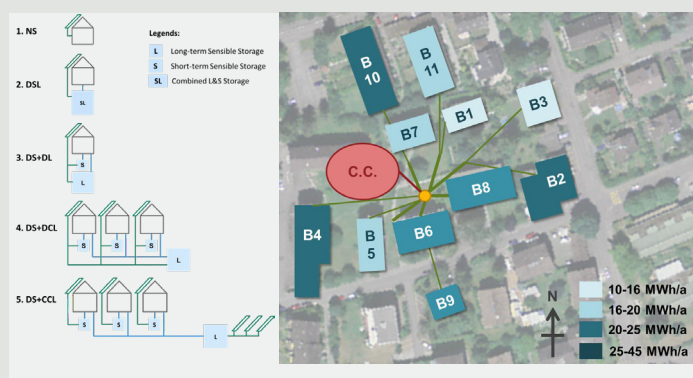 1. NS
2. DSL
SL
3. DS+DL
S
L
4. DS+DCL
S
S
S
L
5. DS+CCL
S
S
S
L
Legends:
L Long-term Sensible Storage
S Short-term Sensible Storage
SL Combined L&S Storage
B
10
B
11
B7
B1
B3
C.C.
B8
B2
B4
B
5
B6
B9
N
10-16 MWh/a
16-20 MWh/a
20-25 MWh/a
25-45 MWh/a